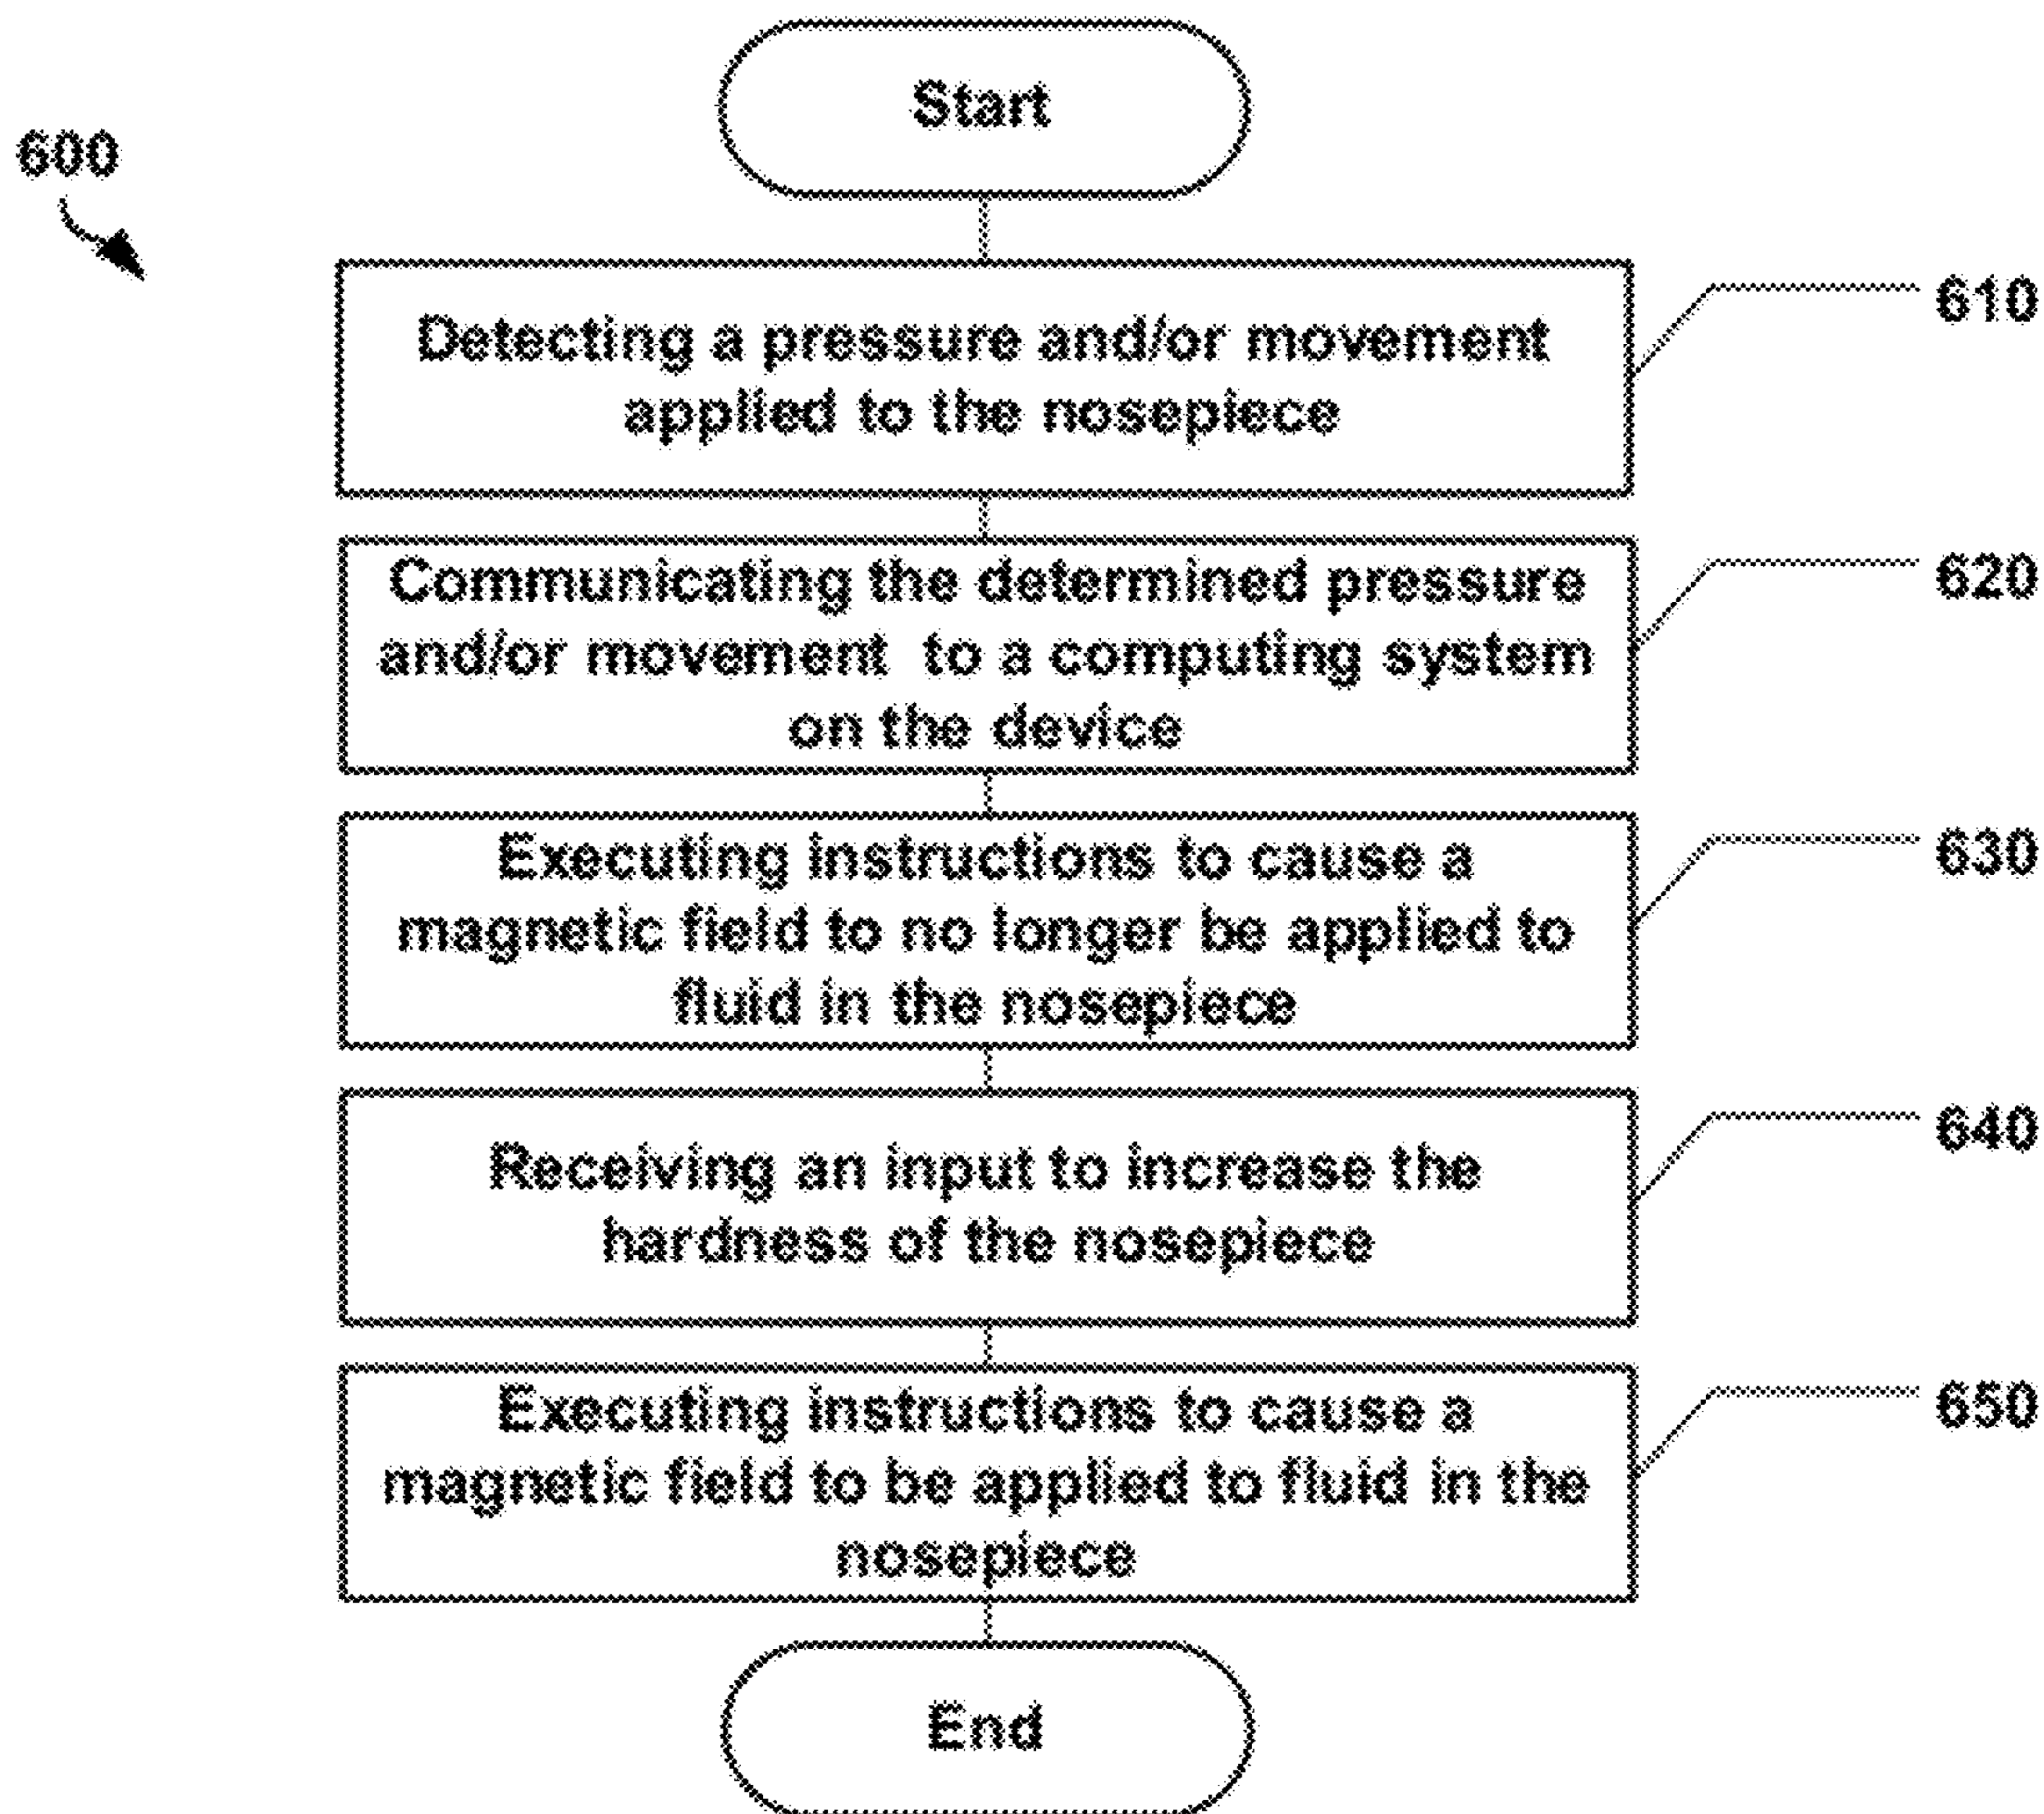 Start
600
Detecting a pressure and/or movement
applied to the nosepiece
610
Communicating the determined pressure
and/or movement to a computing system
on the device
620
Executing instructions to cause a
magnetic field to no longer be applied to
fluid in the nosepiece
630
Receiving an input to increase the
hardness of the nosepiece
640
Executing instructions to cause a
magnetic field to be applied to fluid in the
nosepiece
650
End